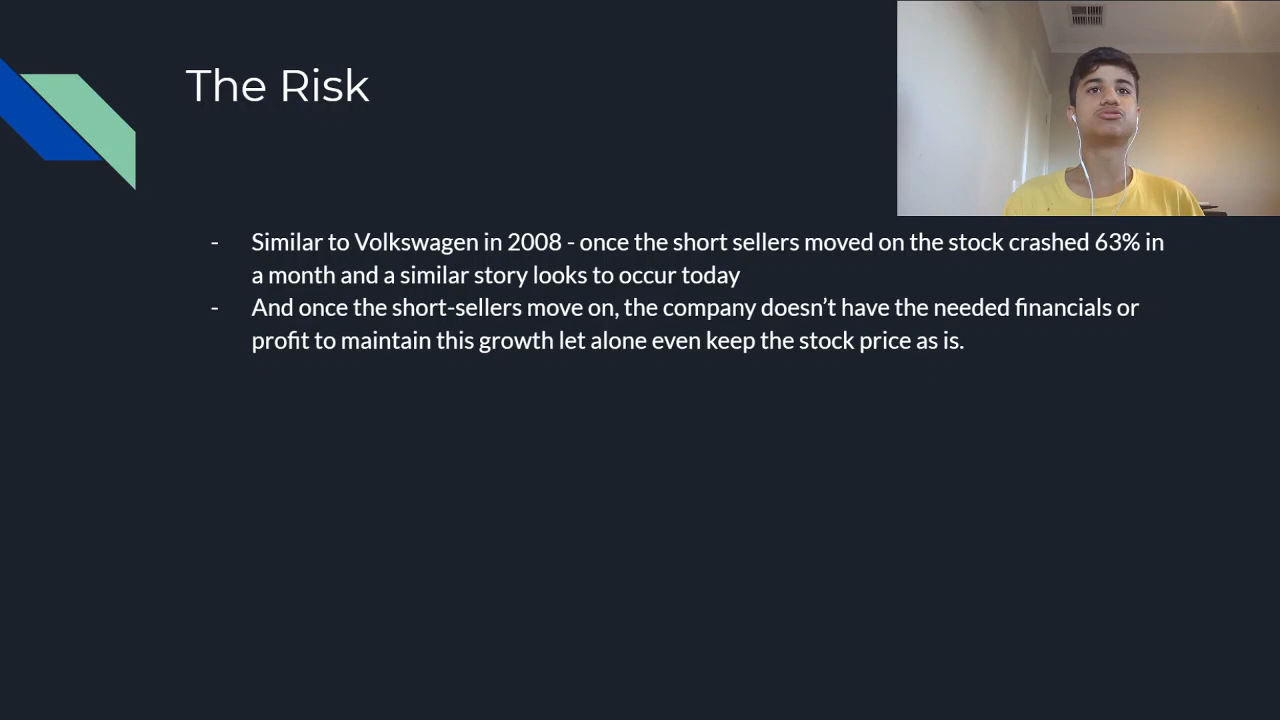 The Risk
- Similar to Volkswagen in 2008 - once the short sellers moved on the stock crashed 63% in
a month and a similar story looks to occur today
- And once the short-sellers move on, the company doesn’t have the needed financials or
profit to maintain this growth let alone even keep the stock price as is.